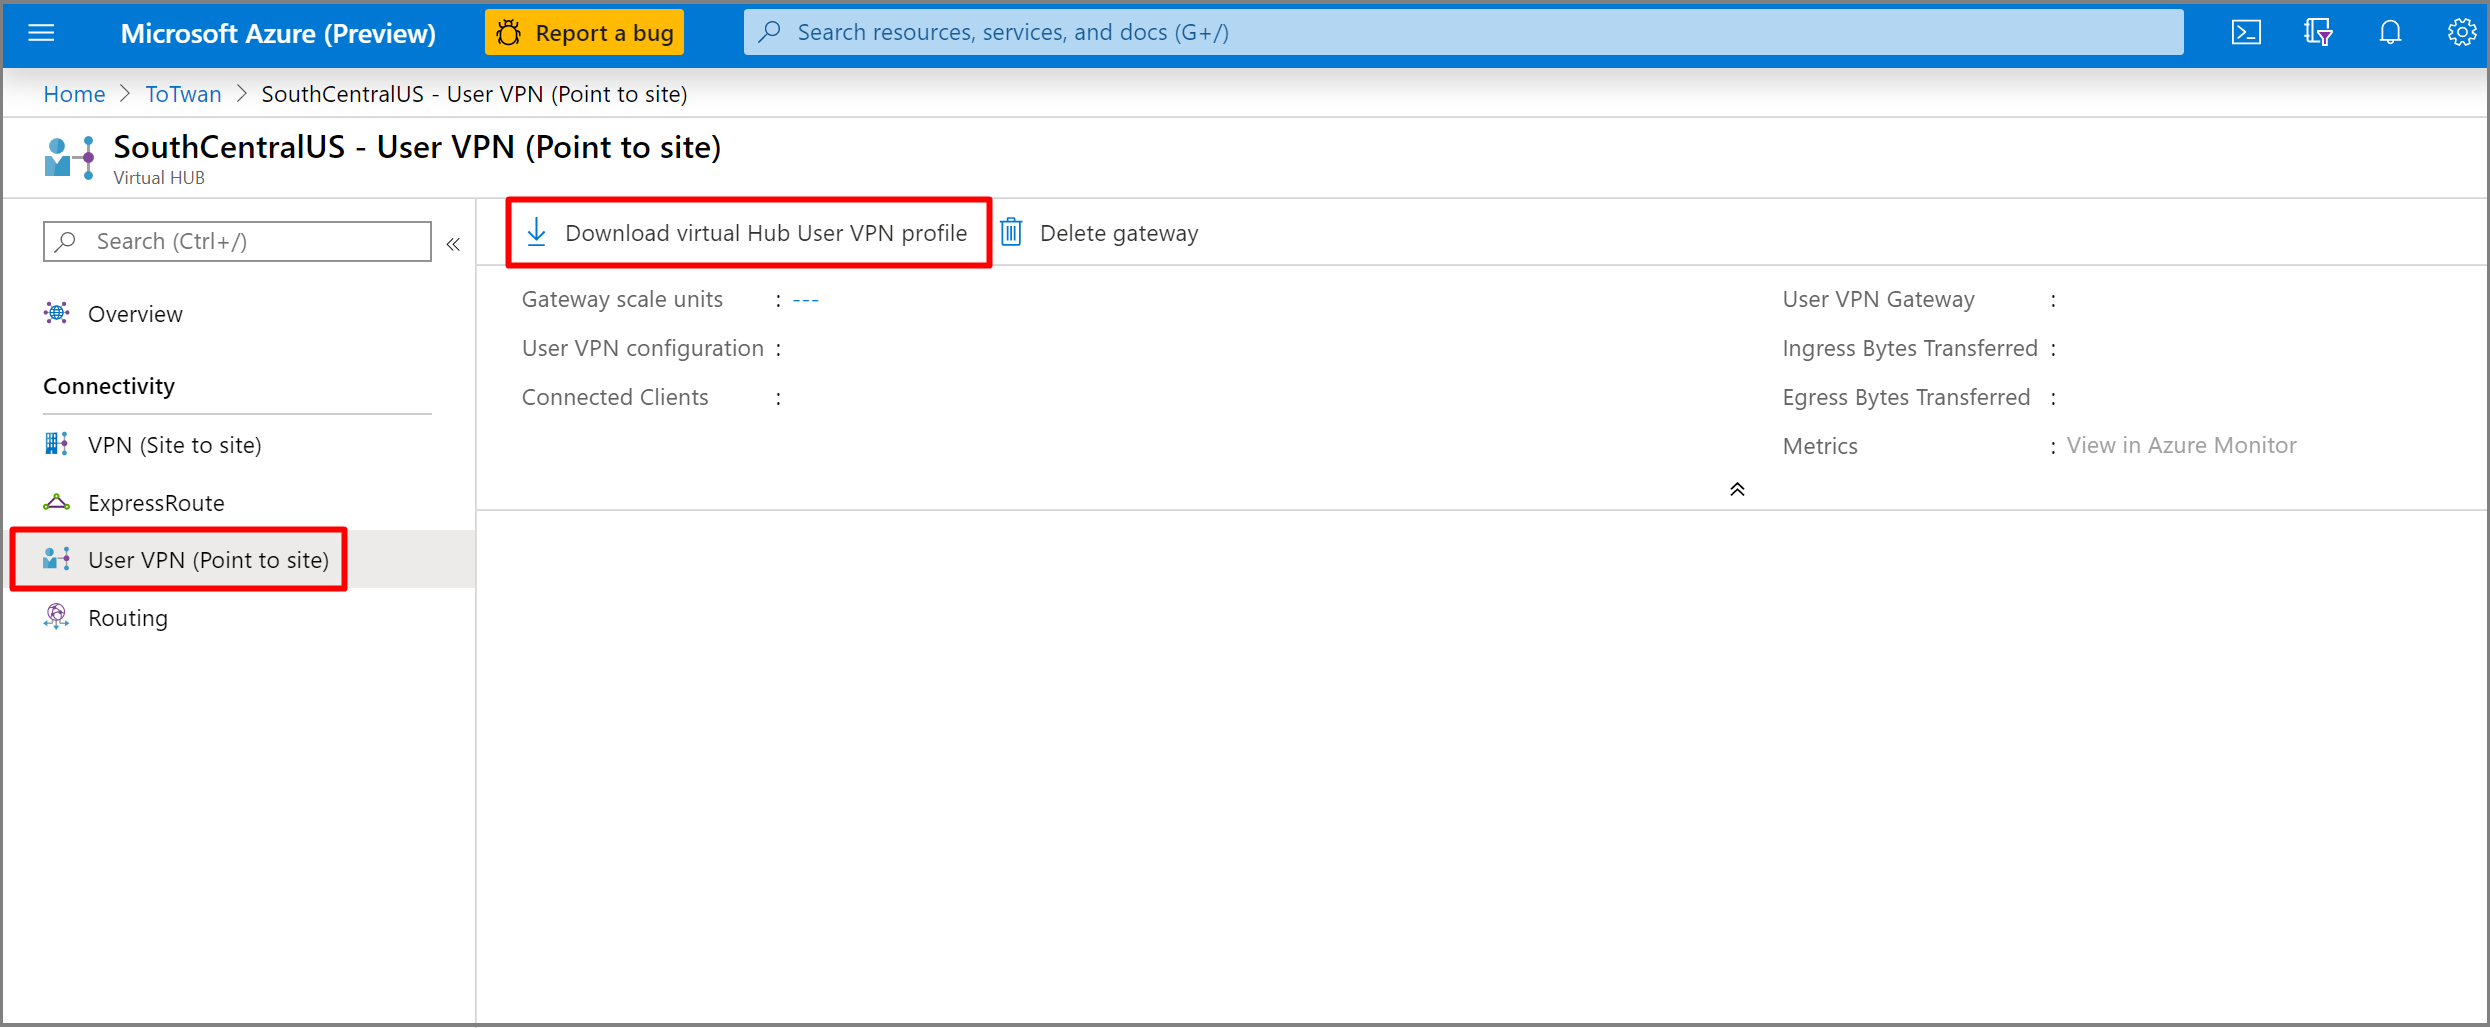 Microsoft Azure (Preview)
Report a bug
Search resources, services, and docs (G+/)
Home > ToTwan > SouthCentralUS - User VPN (Point to site)
SouthCentralUS - User VPN (Point to site)
Virtual HUB
Search (Ctrl+/)
«
Overview
Connectivity
VPN (Site to site)
ExpressRoute
User VPN (Point to site)
Routing
Download virtual Hub User VPN profile
Delete gateway
Gateway scale units : ---
User VPN configuration :
Connected Clients :
User VPN Gateway :
Ingress Bytes Transferred :
Egress Bytes Transferred :
Metrics : View in Azure Monitor